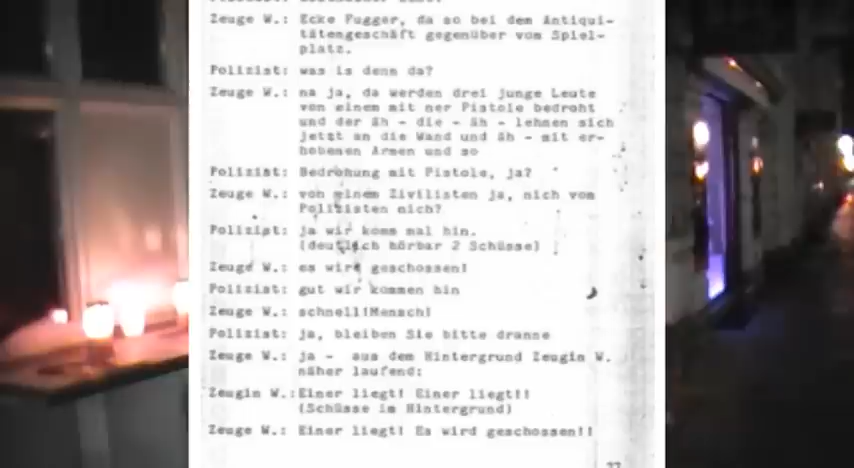 Zeuge W.: Ecke Fugger, da so bei dem Antiqui-
tätengeschäft gegenüber vom Spiel-
platz.
Polizist: was is denn da?
Zeuge W.: na ja, da werden drei junge Leute
von einem mit ner Pistole bedroht
und der äh - die - äh - lehnen sich
jetzt an die Wand und äh - mit er-
hobenen Armen und so
Polizist: Bedrohung mit Pistole, ja?
Zeuge W.: von einem Zivilisten ja, nich vom
Polizisten nich?
Polizist: ja wir komm mal hin.
(deutlich hörbar 2 Schüsse)
Zeuge W.: es wird geschossen!
Polizist: gut wir kommen hin
Zeuge W.: schnell!Mensch!
Polizist: ja, bleiben Sie bitte dranne
Zeuge W.: ja - aus dem Hintergrund Zeugin W.
näher laufend:
Zeugin W.:Einer liegt! Einer liegt!!
(Schüsse im Hintergrund)
Zeuge W.: Einer liegt! Es wird geschossen!!